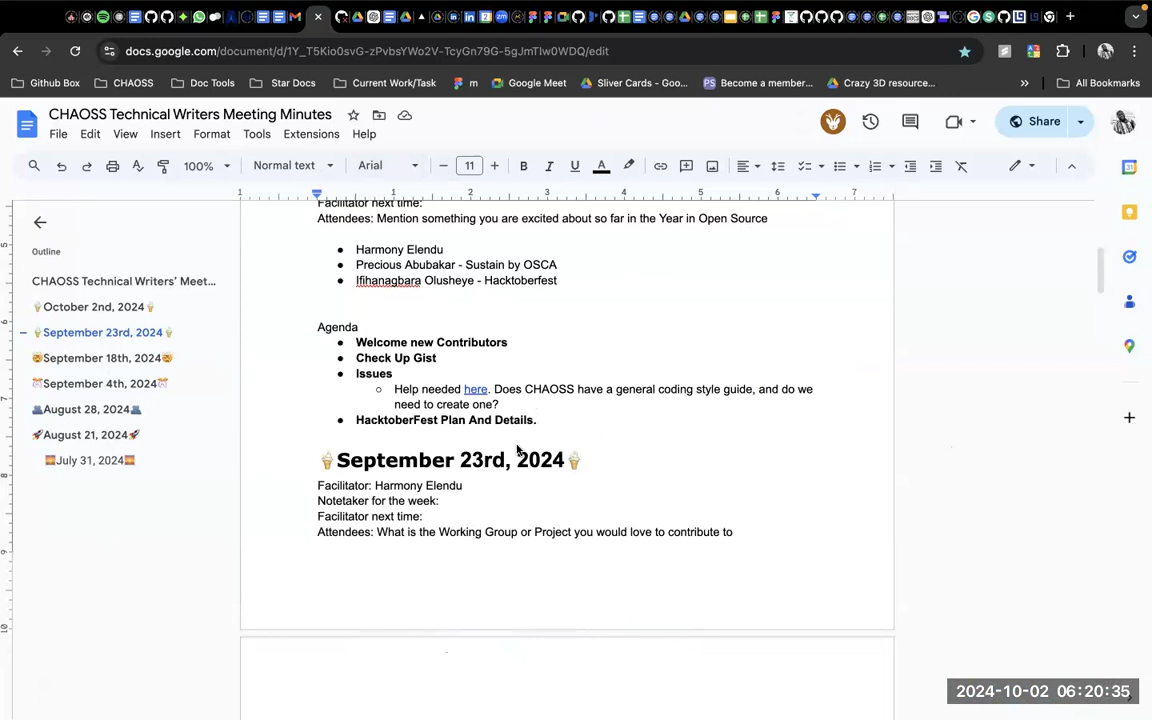 docs.google.com/document/d/1Y_T5Kio0svG-zPvbsYWo2V-TcyGn79G-5gJmTIw0WDQ/edit
Github Box
CHAOSS
Doc Tools
Star Docs
Current Work/Task
m
Google Meet
Sliver Cards - Goo...
Become a member...
Crazy 3D resource...
»
All Bookmarks
CHAOSS Technical Writers Meeting Minutes
File Edit View Insert Format Tools Extensions Help
Share
100% Normal text Arial 11
1 1 2 3 4 5 6 7
Outline
CHAOSS Technical Writers' Meet...
🍦October 2nd, 2024🍦
🍦September 23rd, 2024🍦
🤯September 18th, 2024🤯
🎊September 4th, 2024🎊
August 28, 2024
🚀August 21, 2024🚀
🌅July 31, 2024🌅
Facilitator next time:
Attendees: Mention something you are excited about so far in the Year in Open Source
● Harmony Elendu
● Precious Abubakar - Sustain by OSCA
● Ifihanagbara Olusheye - Hacktoberfest
Agenda
● Welcome new Contributors
● Check Up Gist
● Issues
○ Help needed here. Does CHAOSS have a general coding style guide, and do we
need to create one?
● HacktoberFest Plan And Details.
🍦September 23rd, 2024🍦
Facilitator: Harmony Elendu
Notetaker for the week:
Facilitator next time:
Attendees: What is the Working Group or Project you would love to contribute to
2024-10-02 06:20:35